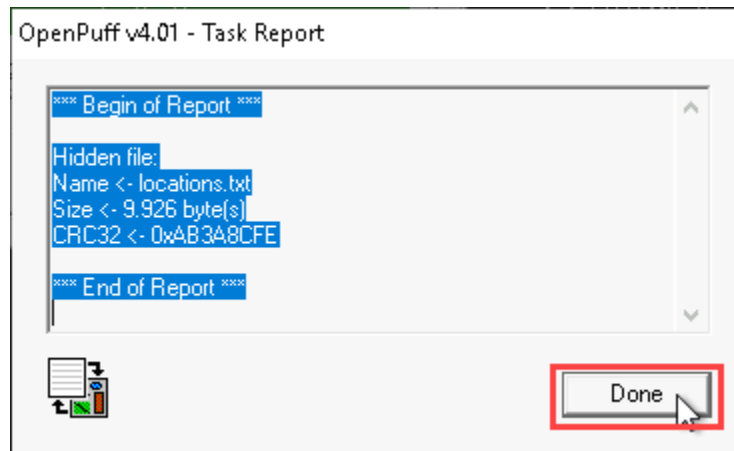 OpenPuff v4.01 - Task Report
*** Begin of Report ***
Hidden file:
Name <- locations.txt
Size <- 9.926 byte(s)
CRC32 <- 0xAB3A8CFE
*** End of Report ***
Done